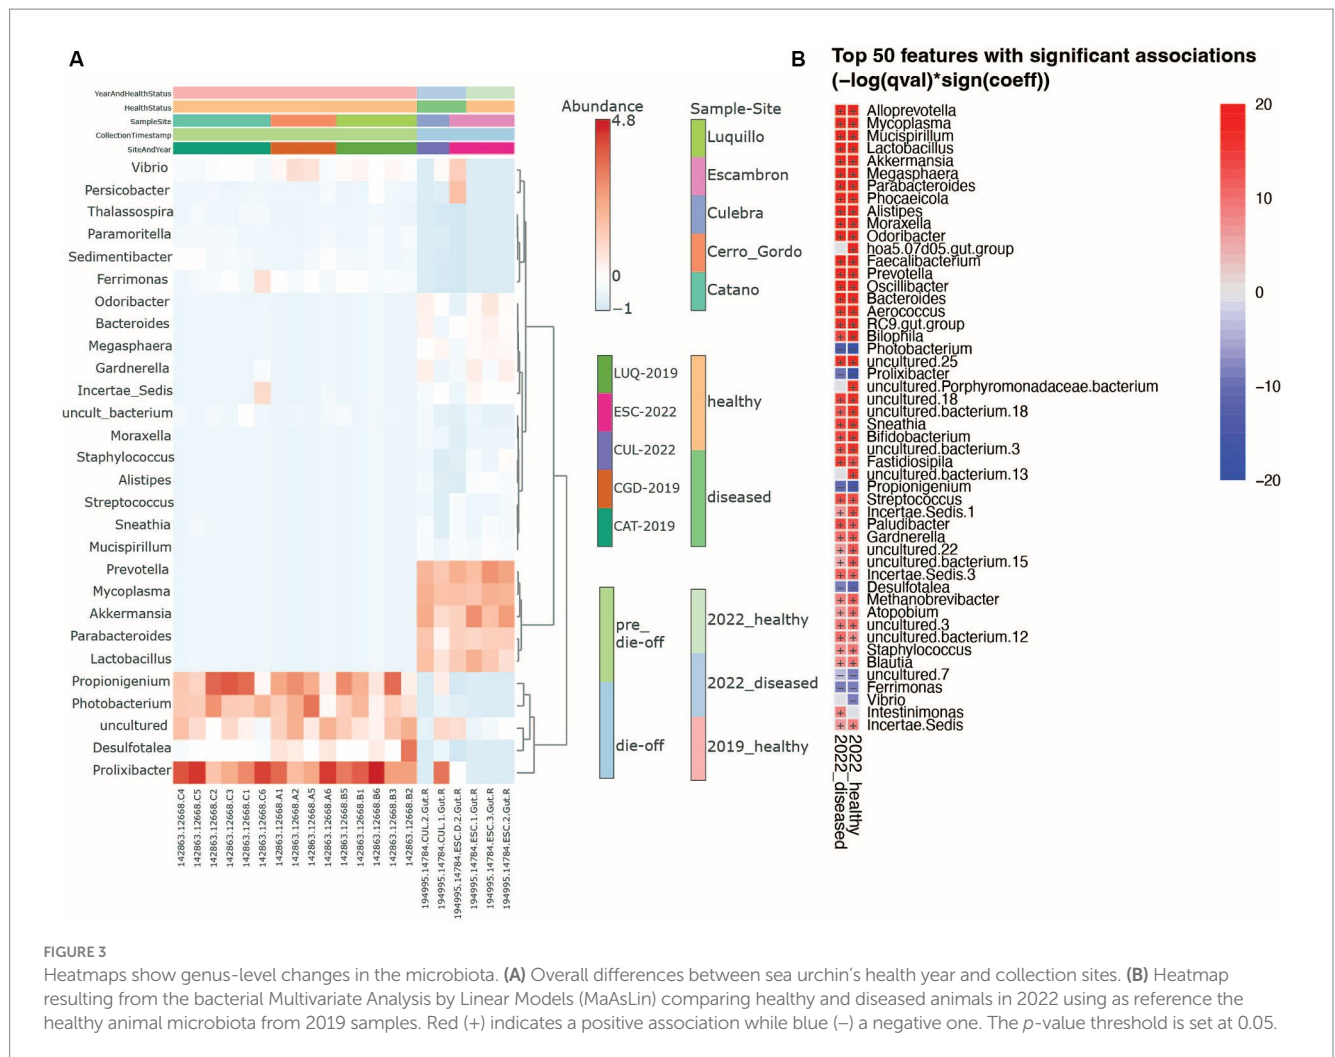 A
YearAndHealthStatus
HealthStatus
SampleSite
CollectionTimestamp
SiteAndYear
Vibrio
Persicobacter
Thalassospira
Paramoritella
Sedimentibacter
Ferrimonas
Odoribacter
Bacteroides
Megasphaera
Gardnerella
Incertae_Sedis
uncult_bacterium
Moraxella
Staphylococcus
Alistipes
Streptococcus
Sneathia
Mucispirillum
Prevotella
Mycoplasma
Akkermansia
Parabacteroides
Lactobacillus
Propionigenium
Photobacterium
uncultured
Desulfotalea
Prolixibacter
142863.12668.C4
142863.12668.C5
142863.12668.C2
142863.12668.C3
142863.12668.C1
142863.12668.C6
142863.12668.A1
142863.12668.A2
142863.12668.A5
142863.12668.A6
142863.12668.B5
142863.12668.B1
142863.12668.B6
142863.12668.B3
142863.12668.B2
194995.14784.CUL.2.Gut.R
194995.14784.CUL.1.Gut.R
194995.14784.ESC.D.2.Gut.R
194995.14784.ESC.1.Gut.R
194995.14784.ESC.3.Gut.R
194995.14784.ESC.2.Gut.R
Abundance
4.8
0
−1
Sample-Site
Luquillo
Escambron
Culebra
Cerro_Gordo
Catano
LUQ-2019
ESC-2022
CUL-2022
CGD-2019
CAT-2019
healthy
diseased
pre_
die-off
die-off
2022_healthy
2022_diseased
2019_healthy
B
Top 50 features with significant associations
(−log(qval)*sign(coeff))
Alloprevotella
Mycoplasma
Mucispirillum
Lactobacillus
Akkermansia
Megasphaera
Parabacteroides
Phocaeicola
Alistipes
Moraxella
Odoribacter
hoa5.07d05.gut.group
Faecalibacterium
Prevotella
Oscillibacter
Bacteroides
Aerococcus
RC9.gut.group
Bilophila
Photobacterium
uncultured.25
Prolixibacter
uncultured.Porphyromonadaceae.bacterium
uncultured.18
uncultured.bacterium.18
Sneathia
Bifidobacterium
uncultured.bacterium.3
Fastidiosipila
uncultured.bacterium.13
Propionigenium
Streptococcus
Incertae.Sedis.1
Paludibacter
Gardnerella
uncultured.22
uncultured.bacterium.15
Incertae.Sedis.3
Desulfotalea
Methanobrevibacter
Atopobium
uncultured.3
uncultured.bacterium.12
Staphylococcus
Blautia
uncultured.7
Ferrimonas
Vibrio
Intestinimonas
Incertae.Sedis
2022_diseased
2022_healthy
20
10
0
−10
−20
FIGURE 3
Heatmaps show genus-level changes in the microbiota. (A) Overall differences between sea urchin's health year and collection sites. (B) Heatmap
resulting from the bacterial Multivariate Analysis by Linear Models (MaAsLin) comparing healthy and diseased animals in 2022 using as reference the
healthy animal microbiota from 2019 samples. Red (+) indicates a positive association while blue (−) a negative one. The p-value threshold is set at 0.05.